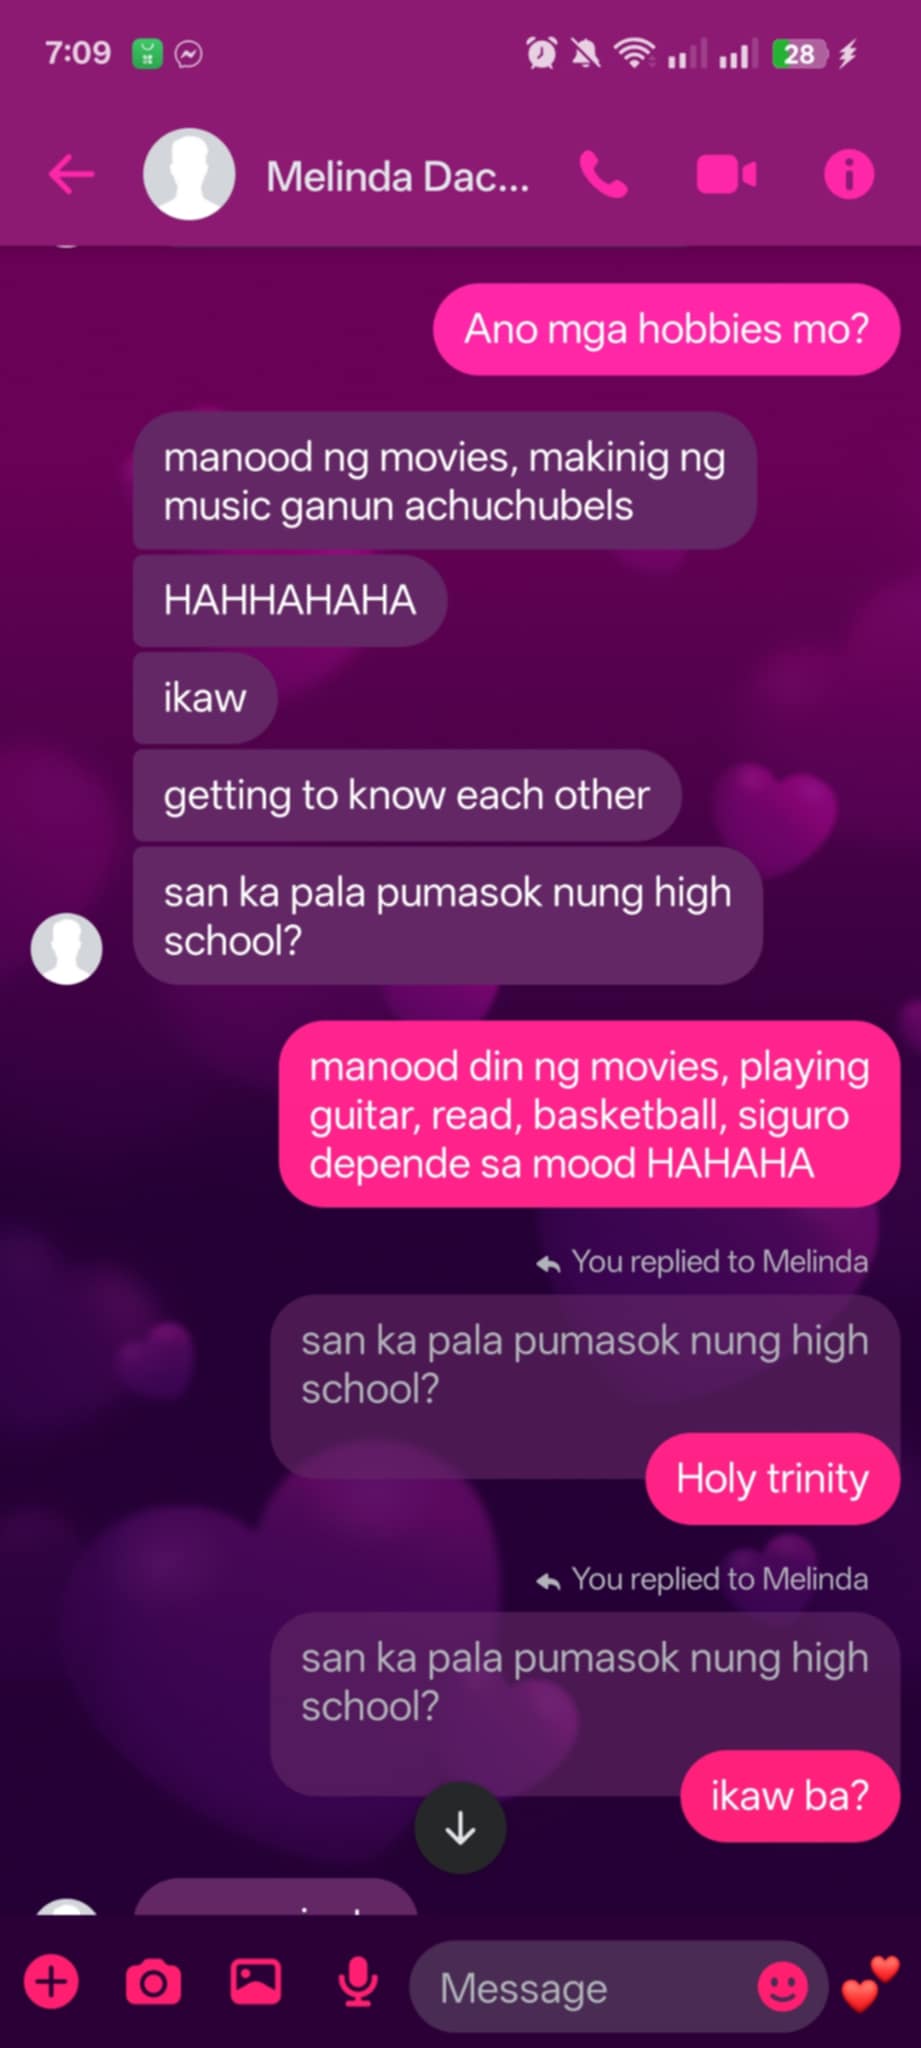 7:09
28
Melinda Dac...
Ano mga hobbies mo?
manood ng movies, makinig ng
music ganun achuchubels
HAHHAHAHA
ikaw
getting to know each other
san ka pala pumasok nung high
school?
manood din ng movies, playing
guitar, read, basketball, siguro
depende sa mood HAHAHA
You replied to Melinda
san ka pala pumasok nung high
school?
Holy trinity
You replied to Melinda
san ka pala pumasok nung high
school?
ikaw ba?
Message